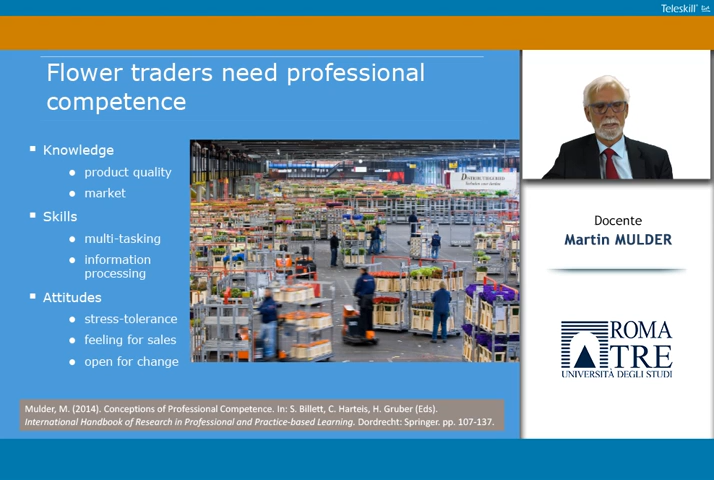 Teleskill
Flower traders need professional
competence
Knowledge
product quality
market
Skills
multi-tasking
information
processing
Attitudes
stress-tolerance
feeling for sales
open for change
Mulder, M. (2014). Conceptions of Professional Competence. In: S. Billett, C. Harteis, H. Gruber (Eds).
International Handbook of Research in Professional and Practice-based Learning. Dordrecht: Springer. pp. 107-137.
Docente
Martin MULDER
ROMA
TRE
UNIVERSITÀ DEGLI STUDI